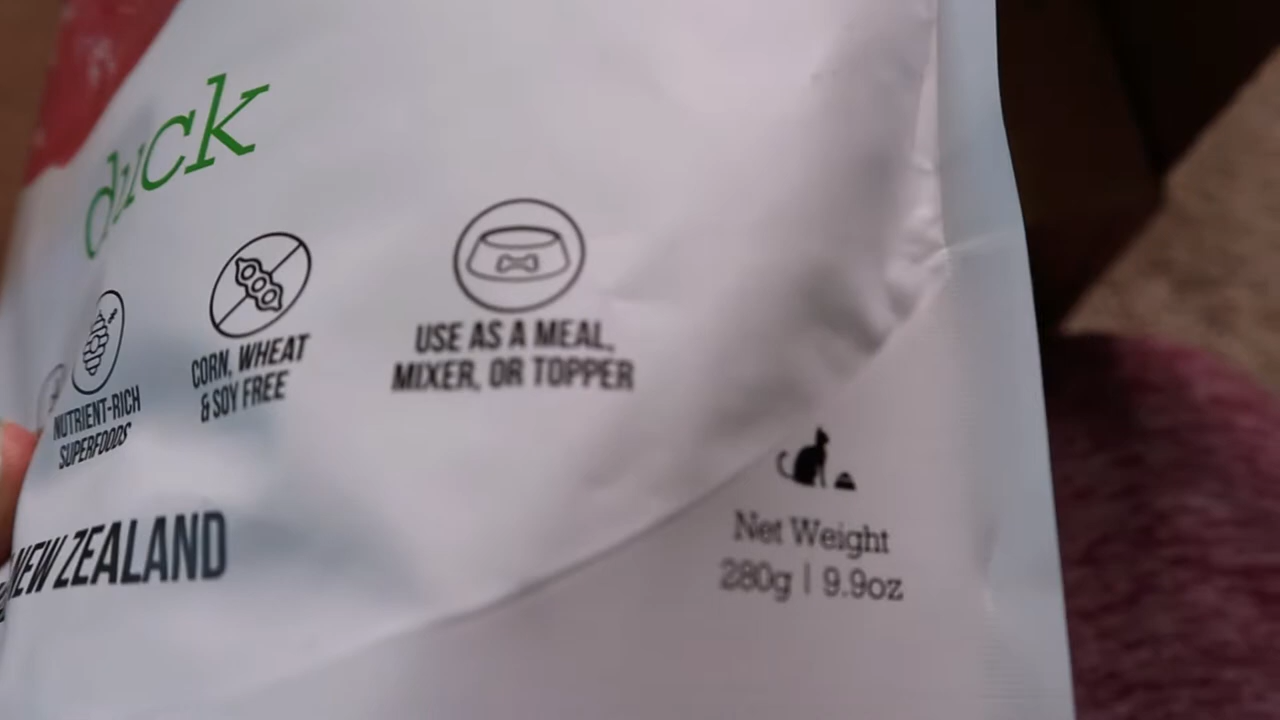 duck
NUTRIENT-RICH
SUPERFOODS
CORN, WHEAT
& SOY FREE
USE AS A MEAL,
MIXER, OR TOPPER
NEW ZEALAND
Net Weight
280g | 9.9oz